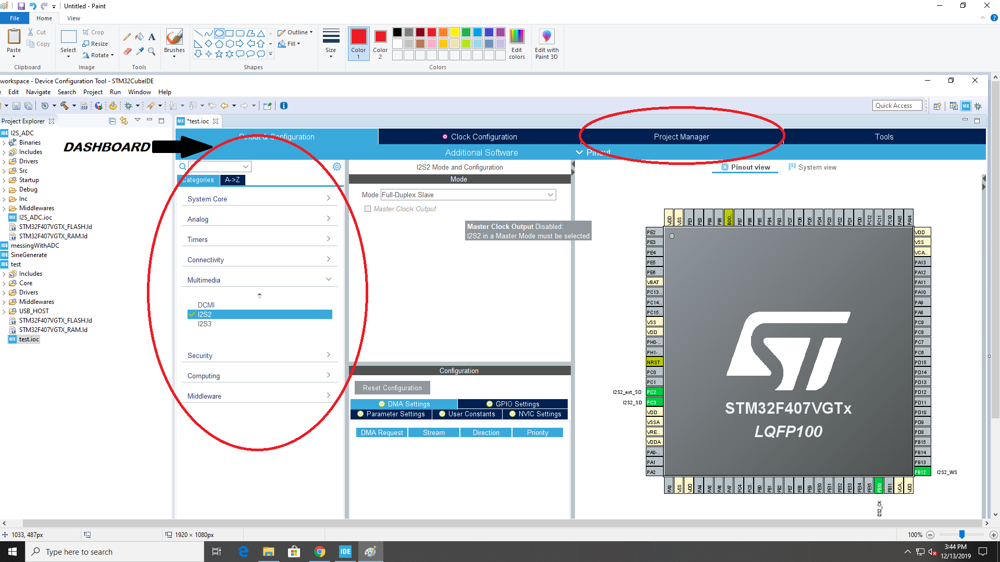 Untitled - Paint
File Home View
Paste Cut Copy Clipboard
Select Crop Resize Rotate Image
Tools
Brushes
Shapes
Outline Fill
Size
Color 1 Color 2
Colors
Edit colors
Edit with Paint 3D
workspace - Device Configuration Tool - STM32CubeIDE
Edit Navigate Search Project Run Window Help
Quick Access
Project Explorer
IDE I2S_ADC
Binaries
Includes
Drivers
Src
Startup
Debug
Inc
Middlewares
MX I2S_ADC.ioc
STM32F407VGTX_FLASH.ld
STM32F407VGTX_RAM.ld
IDE messingWithADC
IDE SineGenerate
IDE test
Includes
Core
Drivers
Middlewares
USB_HOST
STM32F407VGTX_FLASH.ld
STM32F407VGTX_RAM.ld
MX test.ioc
DASHBOARD
MX *test.ioc
Pinout & Configuration
Clock Configuration
Project Manager
Tools
Additional Software
Pinout
Categories A->Z
System Core
Analog
Timers
Connectivity
Multimedia
DCMI
I2S2
I2S3
Security
Computing
Middleware
I2S2 Mode and Configuration
Mode
Mode Full-Duplex Slave
Master Clock Output
Master Clock Output Disabled:
I2S2 in a Master Mode must be selected
Configuration
Reset Configuration
DMA Settings GPIO Settings
Parameter Settings User Constants NVIC Settings
DMA Request Stream Direction Priority
Pinout view System view
VDD VSS PE1 PE0 PB9 PB8 BOO.. PB7 PB6 PB5 PB4 PB3 PD7 PD6 PD5 PD4 PD3 PD2 PD1 PD0 PC12 PC11 PC10 PA15 PA14
PE2
PE3
PE4
PE5
PE6
VBAT
PC13..
PC14..
PC15..
VSS
VDD
PH0-..
PH1-..
NRST
PC0
PC1
I2S2_ext_SD PC2
I2S2_SD PC3
VDD
VSSA
VRE..
VDDA
PA0-..
PA1
PA2
STM32F407VGTx
LQFP100
VDD
VSS
VCA..
PA13
PA12
PA11
PA10
PA9
PA8
PC9
PC8
PC7
PC6
PD15
PD14
PD13
PD12
PD11
PD10
PD9
PD8
PB15
PB14
PB13
PB12 I2S2_WS
PA3 VSS VDD PA4 PA5 PA6 PA7 PC4 PC5 PB0 PB1 PB2 PE7 PE8 PE9 PE10 PE11 PE12 PE13 PE14 PE15 PB10 PB11 VCA.. VDD
I2S2_CK
1033, 487px
1920 × 1080px
100%
Type here to search
IDE
3:44 PM
12/13/2019